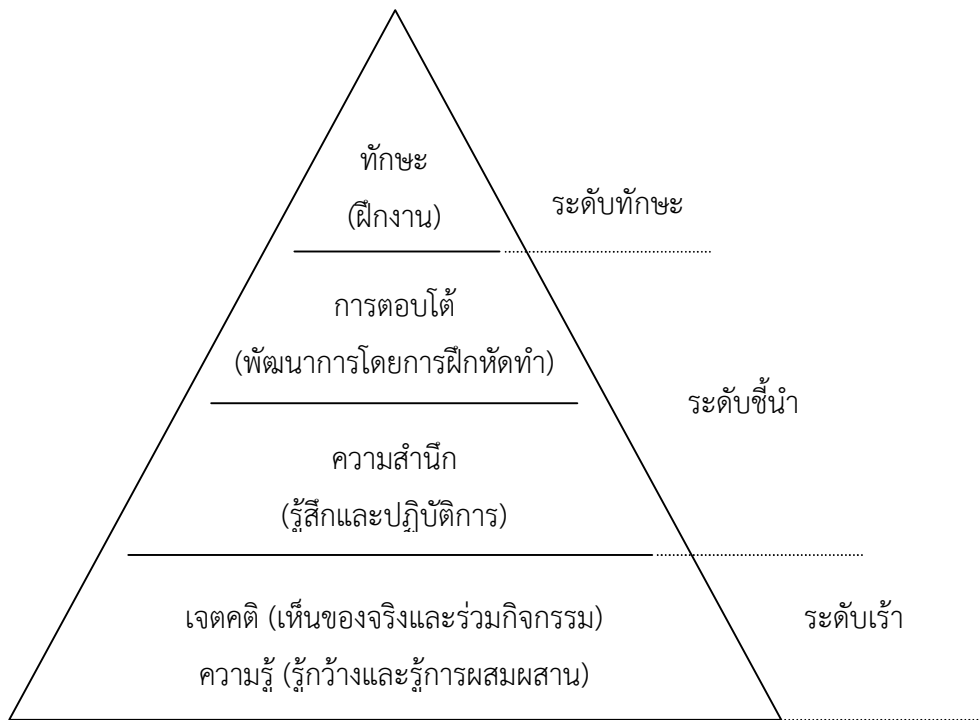 ทักษะ
(ฝึกงาน)
ระดับทักษะ
การตอบโต้
(พัฒนาการโดยการฝึกหัดทำ)
ระดับชี้นำ
ความสำนึก
(รู้สึกและปฏิบัติการ)
เจตคติ (เห็นของจริงและร่วมกิจกรรม)
ระดับเร้า
ความรู้ (รู้กว้างและรู้การผสมผสาน)